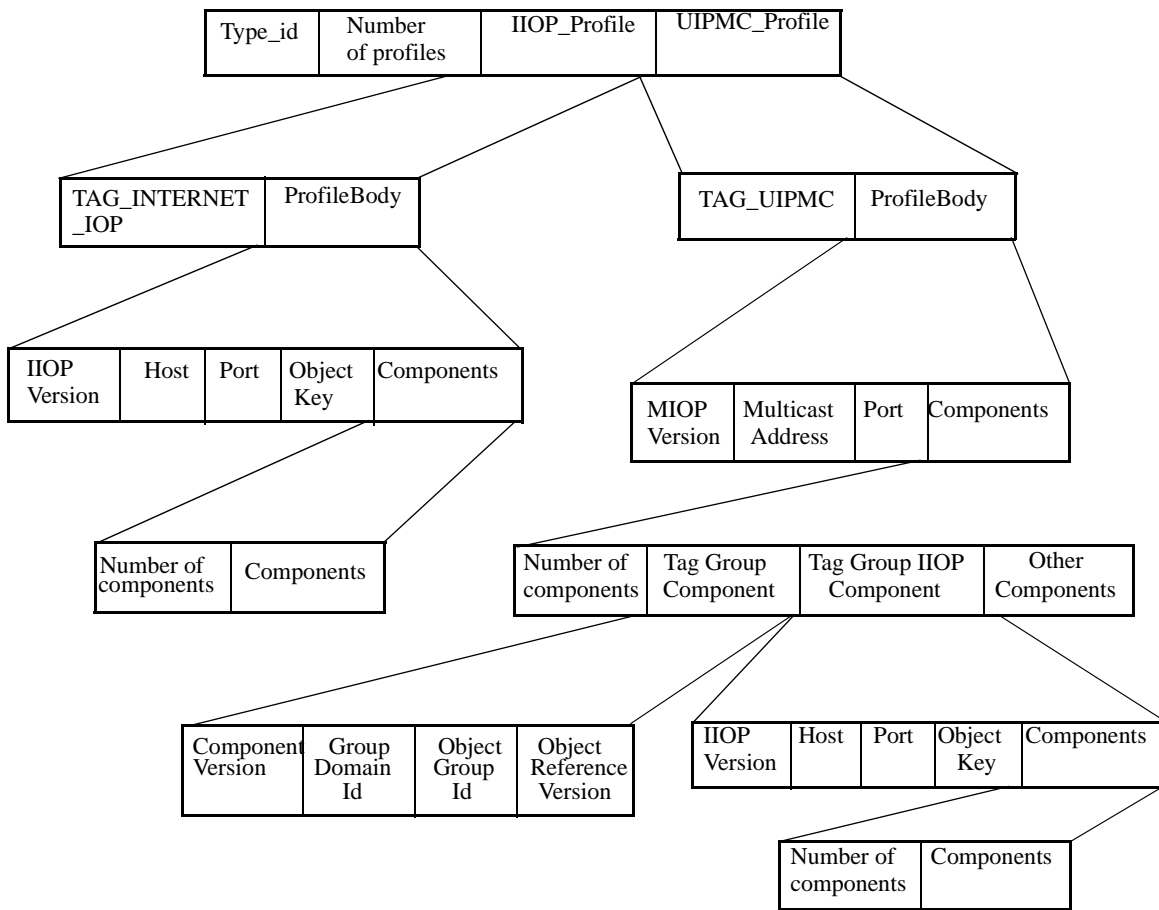 Type_id
Number
of profiles
IIOP_Profile
UIPMC_Profile
TAG_INTERNET
_IOP
ProfileBody
TAG_UIPMC
ProfileBody
IIOP
Version
Host
Port
Object
Key
Components
MIOP
Version
Multicast
Address
Port
Components
Number of
components
Components
Number of
components
Tag Group
Component
Tag Group IIOP
Component
Other
Components
Component
Version
Group
Domain
Id
Object
Group
Id
Object
Reference
Version
IIOP
Version
Host
Port
Object
Key
Components
Number of
components
Components